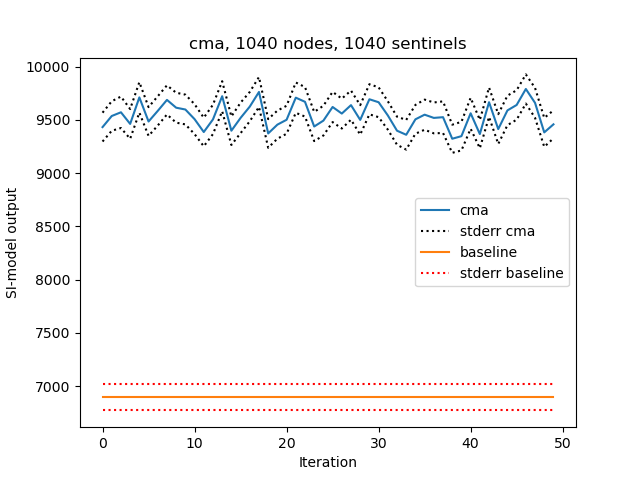 cma, 1040 nodes, 1040 sentinels
SI-model output
10000
9500
9000
8500
8000
7500
7000
cma
stderr cma
baseline
stderr baseline
0 10 20 30 40 50
Iteration